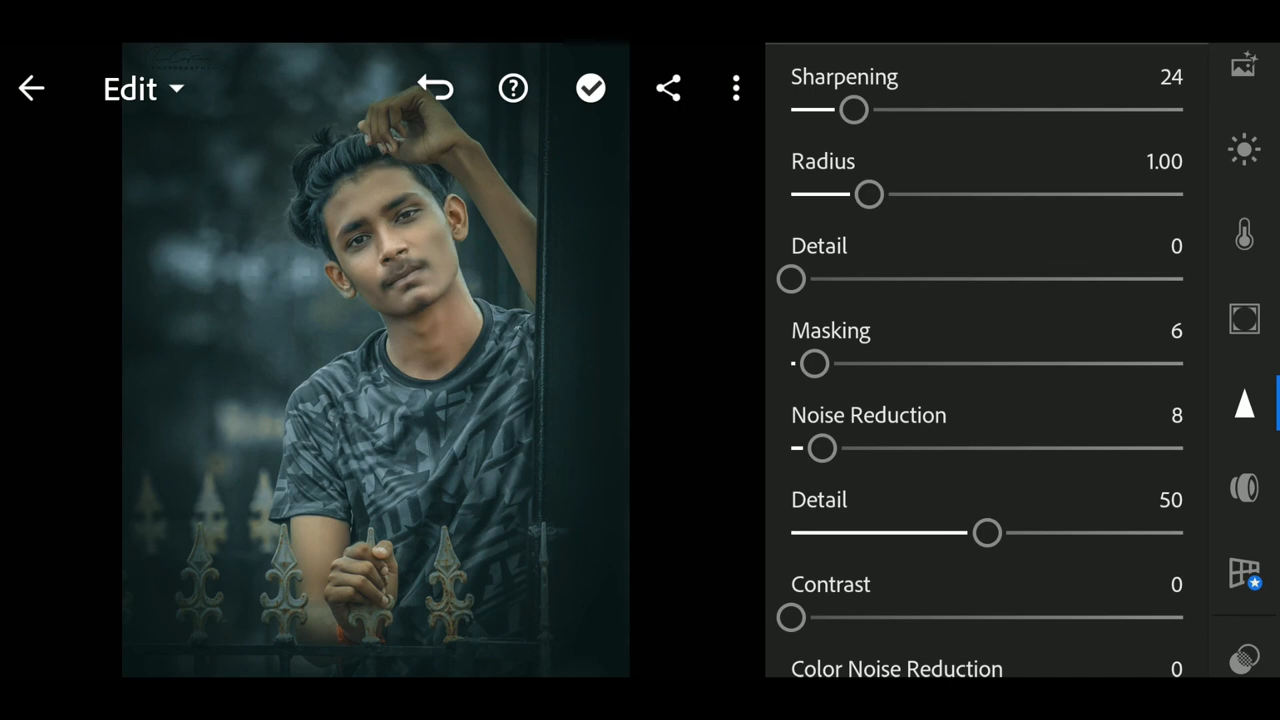 Edit
Sharpening 24
Radius 1.00
Detail 0
Masking 6
Noise Reduction 8
Detail 50
Contrast 0
Color Noise Reduction 0